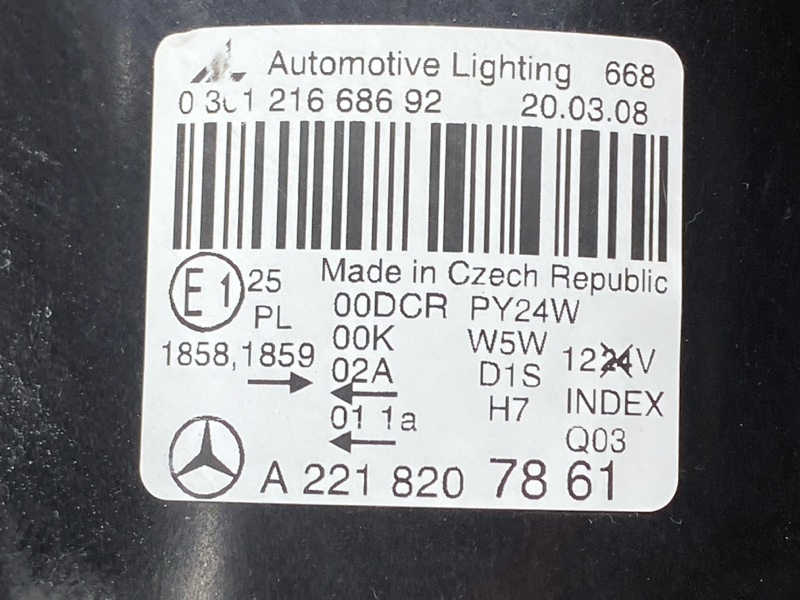 Automotive Lighting 668
0 301 216 686 92 20.03.08
Made in Czech Republic
E1 25 00DCR PY24W
PL 00K W5W
1858,1859 02A D1S 12 24 V
→ ← H7 INDEX
01 1a Q03
←
A 221 820 78 61